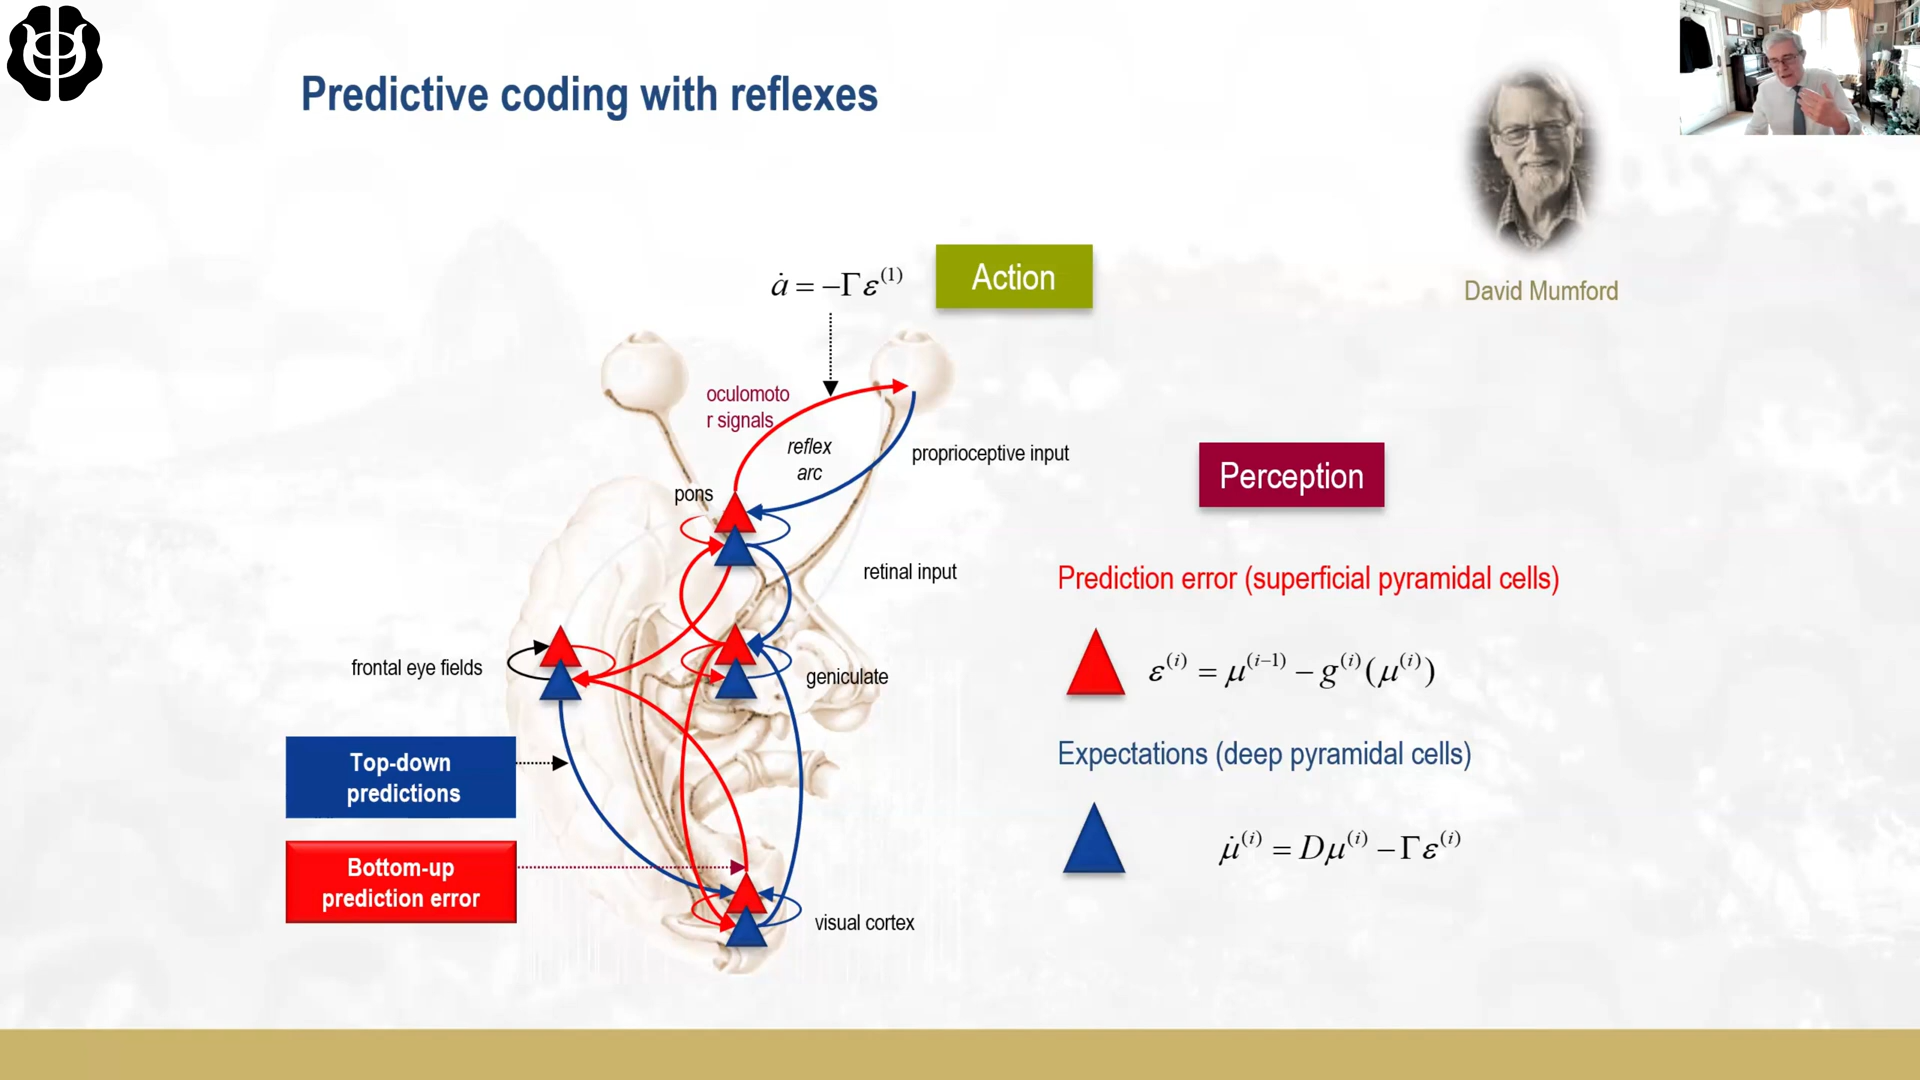 Predictive coding with reflexes
David Mumford
ȧ = −Γε⁽¹⁾
Action
oculomoto
r signals
reflex
arc
proprioceptive input
pons
Perception
retinal input
Prediction error (superficial pyramidal cells)
ε⁽ⁱ⁾ = μ⁽ⁱ⁻¹⁾ − g⁽ⁱ⁾(μ⁽ⁱ⁾)
frontal eye fields
geniculate
Expectations (deep pyramidal cells)
μ̇⁽ⁱ⁾ = Dμ⁽ⁱ⁾ − Γε⁽ⁱ⁾
Top-down
predictions
Bottom-up
prediction error
visual cortex